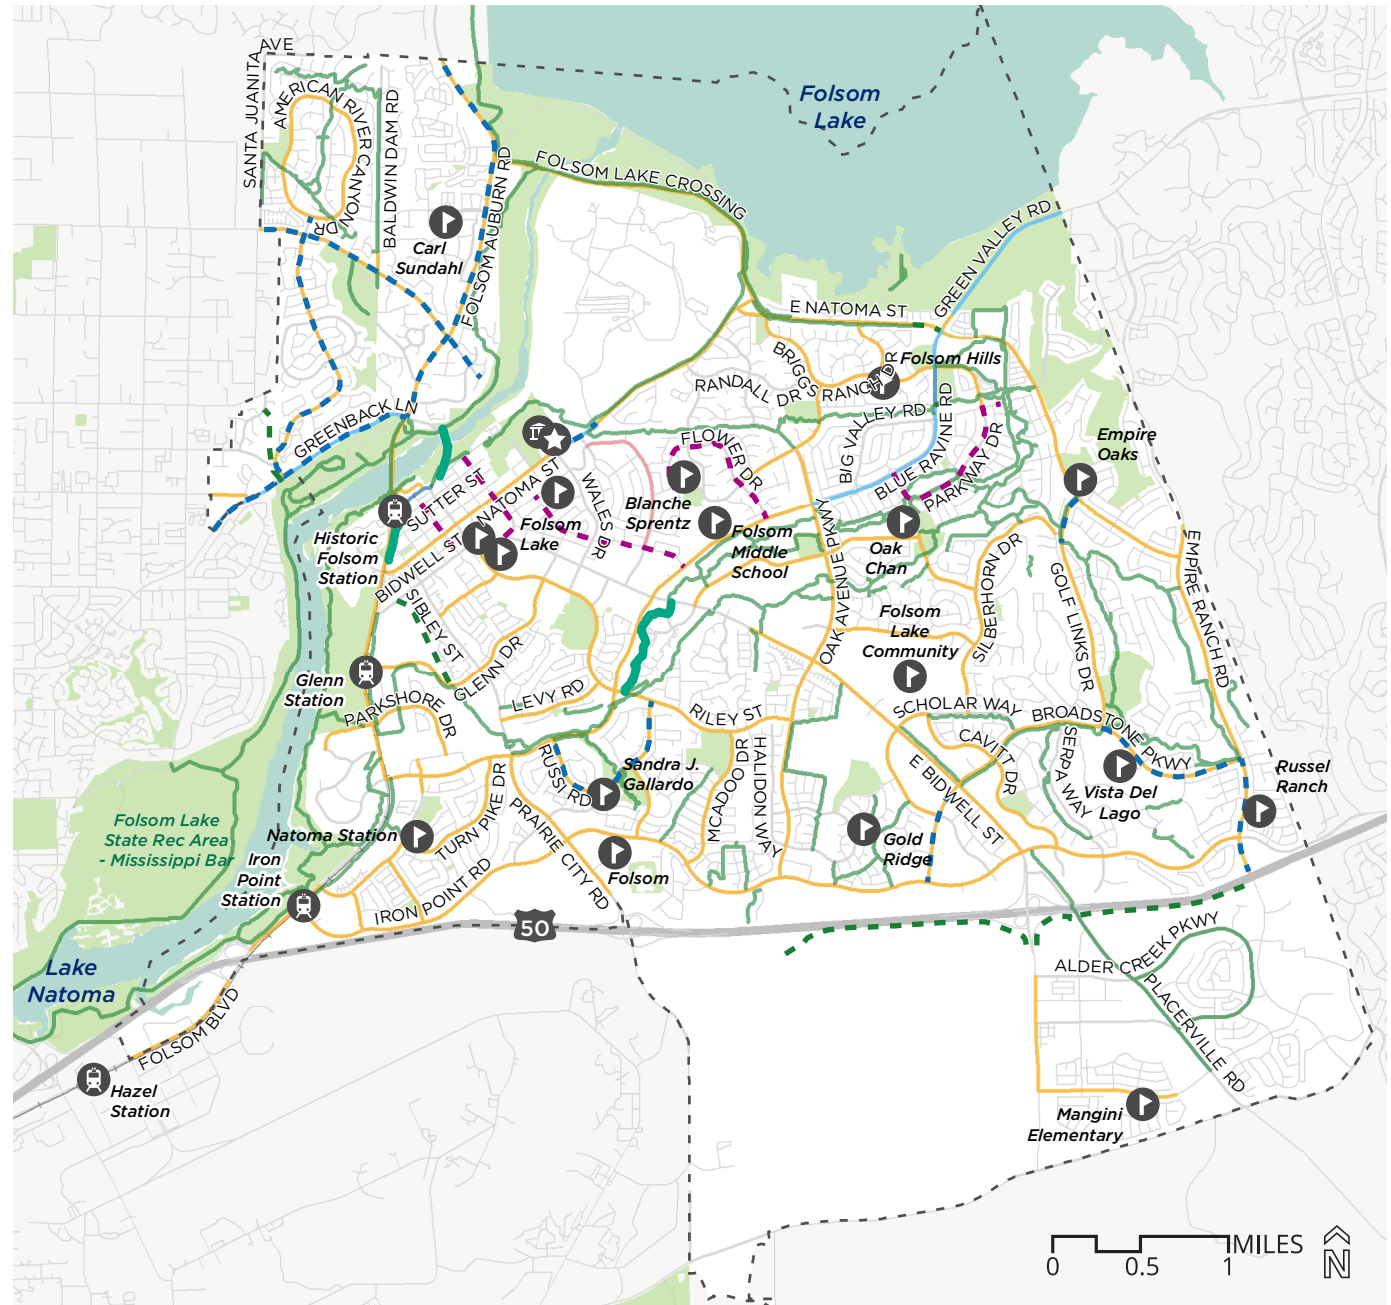 AVE
SANTA JUANITA
AMERICAN RIVER CANYON
DR
BALDWIN DAM RD
FOLSOM AUBURN RD
FOLSOM LAKE CROSSING
Folsom
Lake
Carl
Sundahl
GREEN VALLEY RD
E NATOMA ST
BRIGGS
RANCH DR
Folsom Hills
RANDALL DR
BIG VALLEY RD
BLUE RAVINE RD
PARKWAY DR
GREENBACK LN
FLOWER DR
Empire
Oaks
SUTTER ST
NATOMA ST
WALES DR
Blanche
Sprentz
Folsom
Lake
Folsom
Middle
School
Oak
Chan
Historic
Folsom
Station
BIDWELL ST
SIBLEY ST
OAK AVENUE PKWY
SILBERHORN DR
GOLF LINKS DR
EMPIRE RANCH RD
Folsom
Lake
Community
GLENN DR
Glenn
Station
PARKSHORE DR
LEVY RD
RILEY ST
SCHOLAR WAY
BROADSTONE PKWY
CAVITT DR
SERPA WAY
E BIDWELL ST
RUSSI RD
Sandra J.
Gallardo
MCADOO DR
HALLIDON WAY
Vista Del
Lago
Russel
Ranch
Folsom Lake
State Rec Area
- Mississippi Bar
Natoma Station
TURN PIKE DR
PRAIRIE CITY RD
Gold
Ridge
Iron
Point
Station
IRON POINT RD
Folsom
50
Lake
Natoma
FOLSOM BLVD
ALDER CREEK PKWY
PLACERVILLE RD
Hazel
Station
Mangini
Elementary
MILES
0 0.5 1
N